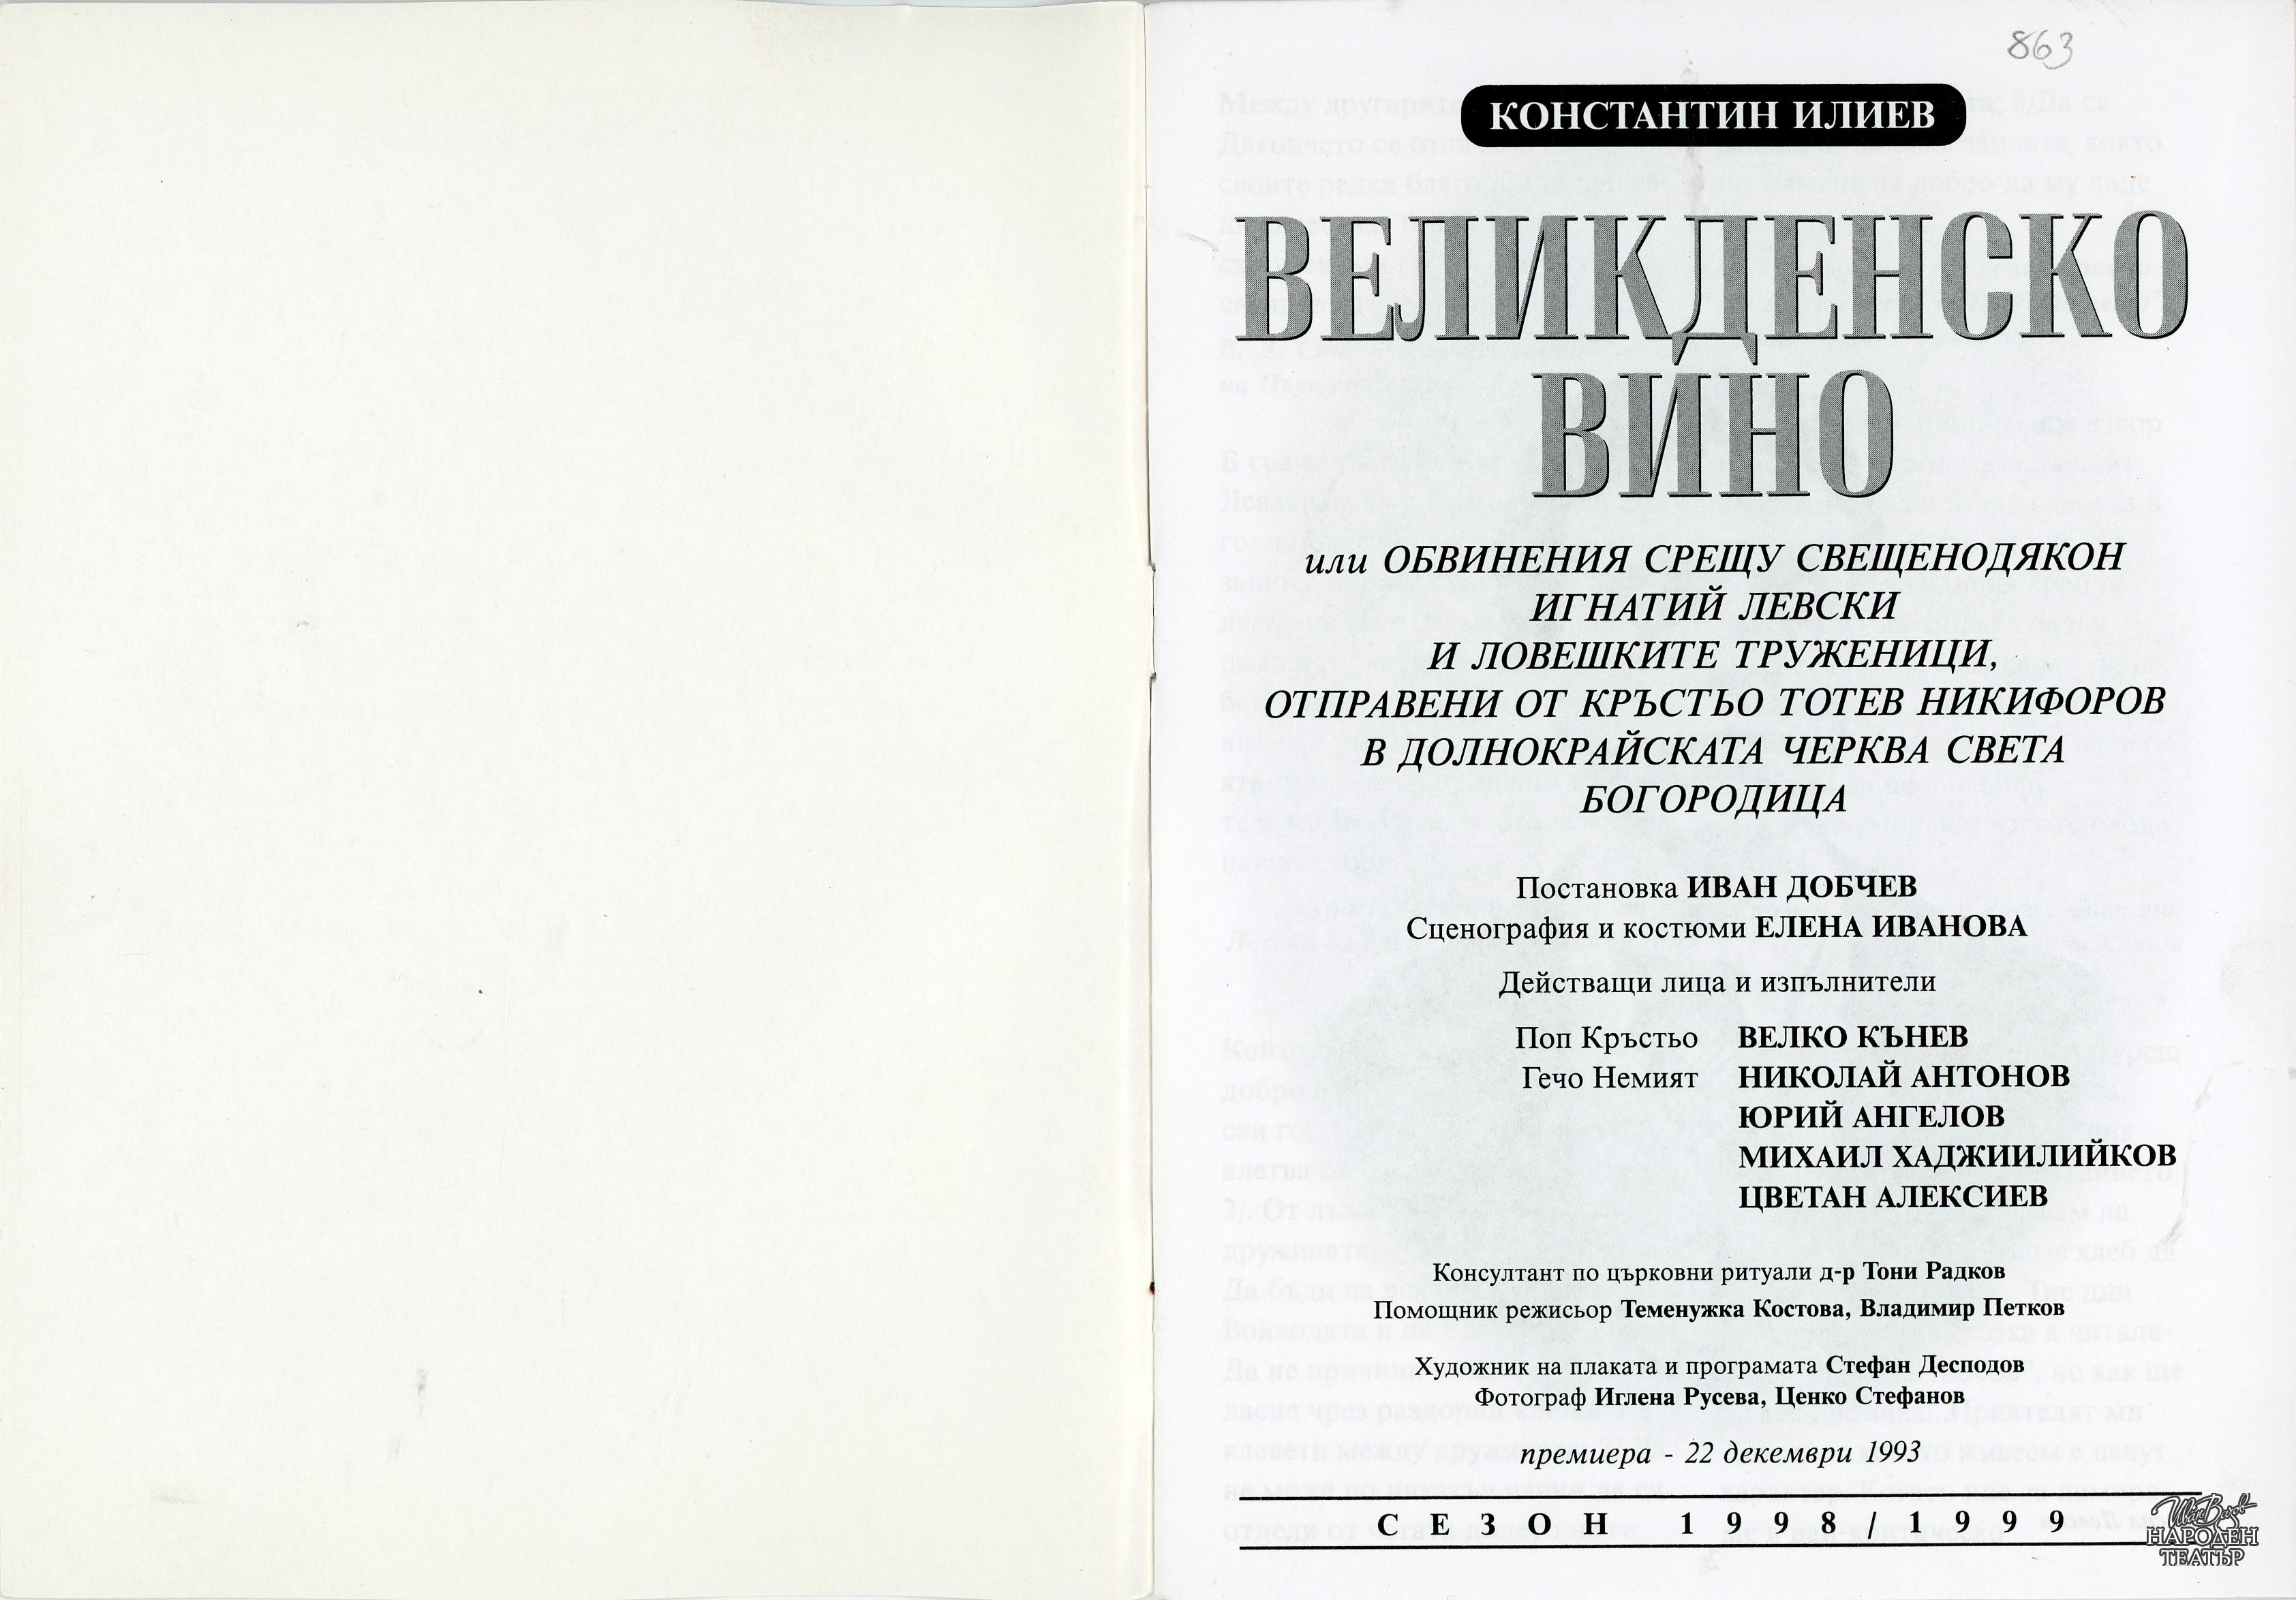 863
КОНСТАНТИН ИЛИЕВ
ВЕЛИКДЕНСКО
ВИНО
или ОБВИНЕНИЯ СРЕЩУ СВЕЩЕНОДЯКОН
ИГНАТИЙ ЛЕВСКИ
И ЛОВЕШКИТЕ ТРУЖЕНИЦИ,
ОТПРАВЕНИ ОТ КРЪСТЬО ТОТЕВ НИКИФОРОВ
В ДОЛНОКРАЙСКАТА ЧЕРКВА СВЕТА
БОГОРОДИЦА
Постановка ИВАН ДОБЧЕВ
Сценография и костюми ЕЛЕНА ИВАНОВА
Действащи лица и изпълнители
Поп Кръстьо ВЕЛКО КЪНЕВ
Гечо Немият НИКОЛАЙ АНТОНОВ
ЮРИЙ АНГЕЛОВ
МИХАИЛ ХАДЖИИЛИЙКОВ
ЦВЕТАН АЛЕКСИЕВ
Консултант по църковни ритуали д-р Тони Радков
Помощник режисьор Теменужка Костова, Владимир Петков
Художник на плаката и програмата Стефан Десподов
Фотограф Иглена Русева, Ценко Стефанов
премиера - 22 декември 1993
СЕЗОН 1998/1999
Иван Вазов
НАРОДЕН
ТЕАТЪР